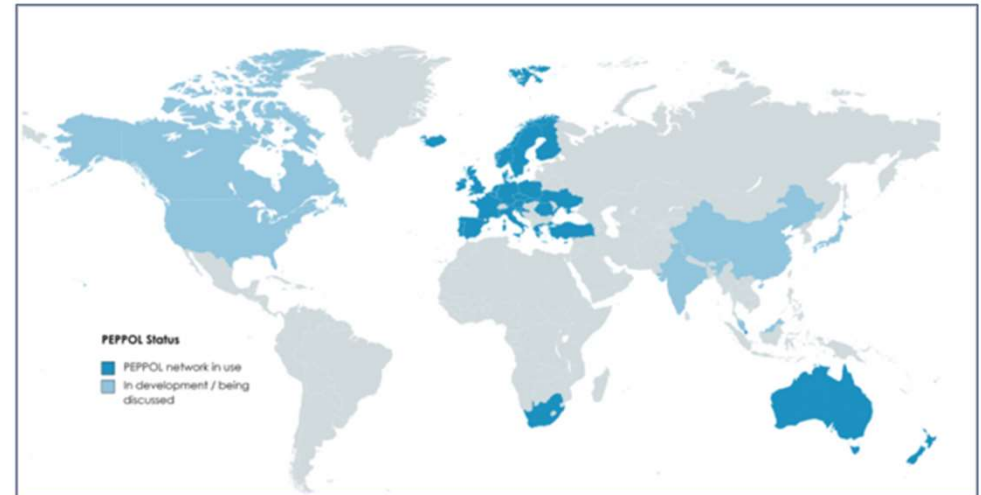 PEPPOL Status
PEPPOL network in use
In development / being
discussed